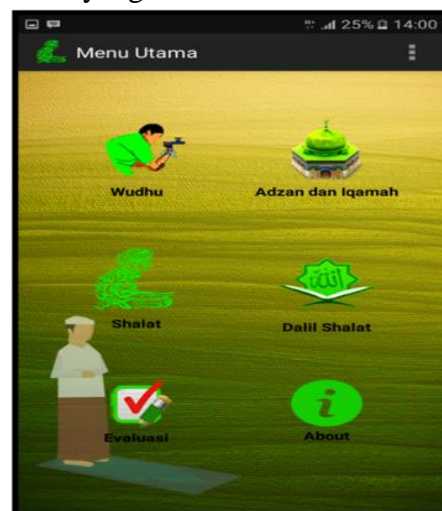 25% 14:00
Menu Utama
Wudhu
Adzan dan Iqamah
Shalat
Dalil Shalat
Evaluasi
About